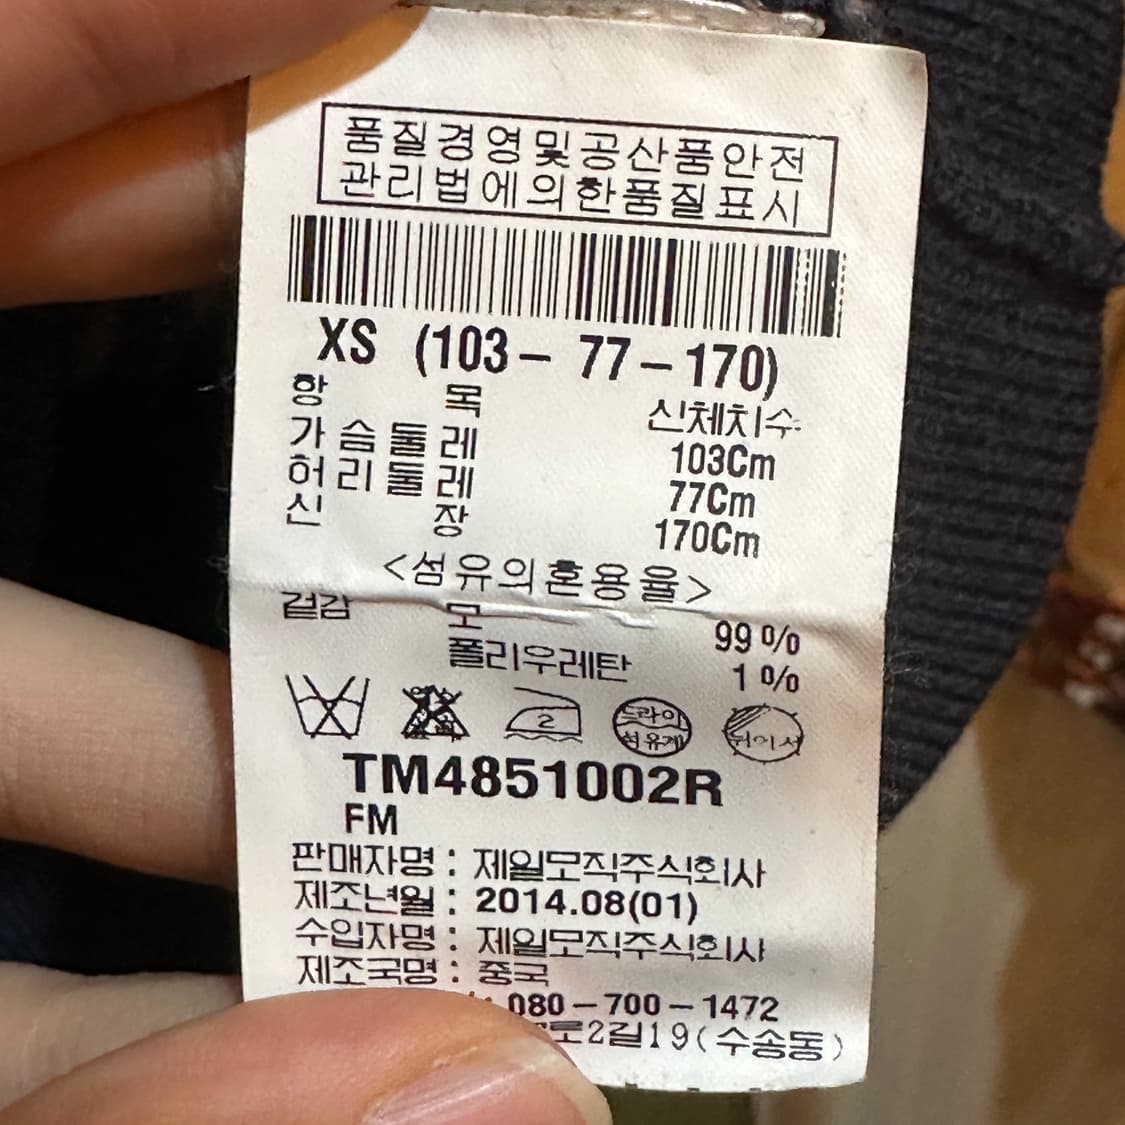 품질경영및공산품안전
관리법에의한품질표시
XS (103- 77-170)
항 목 신체치수
가슴둘레 103Cm
허리둘레 77Cm
신 장 170Cm
<섬유의혼용율>
겉감 모 99%
폴리우레탄 1%
2 드라이 석유계 뉘어서
TM4851002R
FM
판매자명 : 제일모직주식회사
제조년월 : 2014.08(01)
수입자명 : 제일모직주식회사
제조국명 : 중국
080-700-1472
로2길19(수송동)